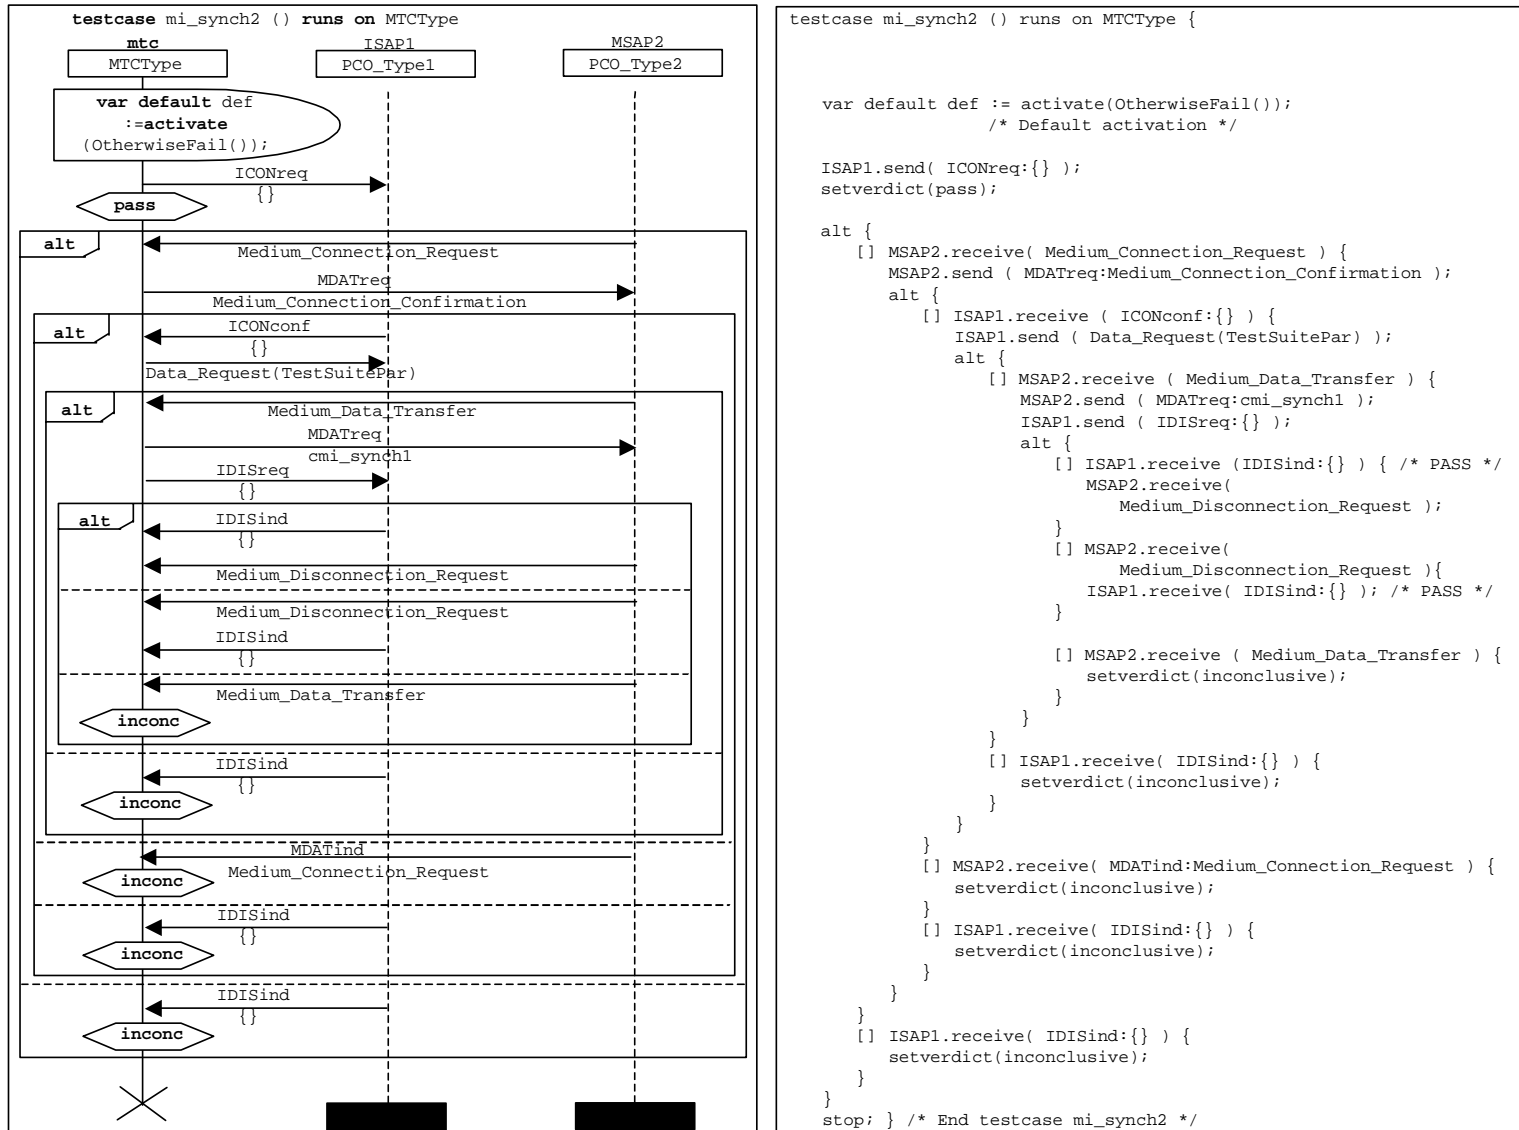 testcase mi_synch2 () runs on MTCType
mtc
ISAP1
MSAP2
MTCType
PCO_Type1
PCO_Type2
var default def
:=activate
(OtherwiseFail());
ICONreq
{}
pass
alt
Medium_Connection_Request
MDATreq
Medium_Connection_Confirmation
alt
ICONconf
{}
Data_Request(TestSuitePar)
alt
Medium_Data_Transfer
MDATreq
cmi_synch1
IDISreq
{}
alt
IDISind
{}
Medium_Disconnection_Request
Medium_Disconnection_Request
IDISind
{}
Medium_Data_Transfer
inconc
IDISind
{}
inconc
MDATind
Medium_Connection_Request
inconc
IDISind
{}
inconc
IDISind
{}
inconc
testcase mi_synch2 () runs on MTCType {
var default def := activate(OtherwiseFail());
/* Default activation */
ISAP1.send( ICONreq:{} );
setverdict(pass);
alt {
[] MSAP2.receive( Medium_Connection_Request ) {
MSAP2.send ( MDATreq:Medium_Connection_Confirmation );
alt {
[] ISAP1.receive ( ICONconf:{} ) {
ISAP1.send ( Data_Request(TestSuitePar) );
alt {
[] MSAP2.receive ( Medium_Data_Transfer ) {
MSAP2.send ( MDATreq:cmi_synch1 );
ISAP1.send ( IDISreq:{} );
alt {
[] ISAP1.receive (IDISind:{} ) { /* PASS */
MSAP2.receive(
Medium_Disconnection_Request );
}
[] MSAP2.receive(
Medium_Disconnection_Request ){
ISAP1.receive( IDISind:{} ); /* PASS */
}
[] MSAP2.receive ( Medium_Data_Transfer ) {
setverdict(inconclusive);
}
}
}
[] ISAP1.receive( IDISind:{} ) {
setverdict(inconclusive);
}
}
}
[] MSAP2.receive( MDATind:Medium_Connection_Request ) {
setverdict(inconclusive);
}
[] ISAP1.receive( IDISind:{} ) {
setverdict(inconclusive);
}
}
}
[] ISAP1.receive( IDISind:{} ) {
setverdict(inconclusive);
}
}
stop; } /* End testcase mi_synch2 */